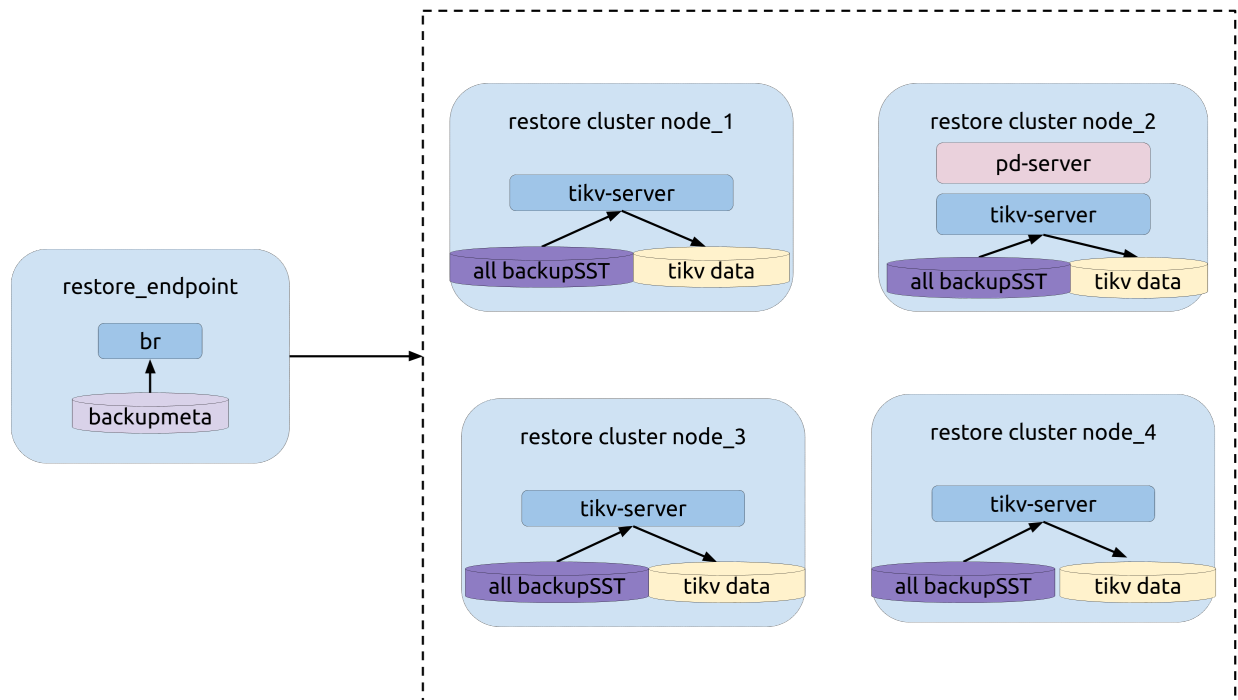 restore_endpoint
br
backupmeta
restore cluster node_1
tikv-server
all backupSST
tikv data
restore cluster node_2
pd-server
tikv-server
all backupSST
tikv data
restore cluster node_3
tikv-server
all backupSST
tikv data
restore cluster node_4
tikv-server
all backupSST
tikv data